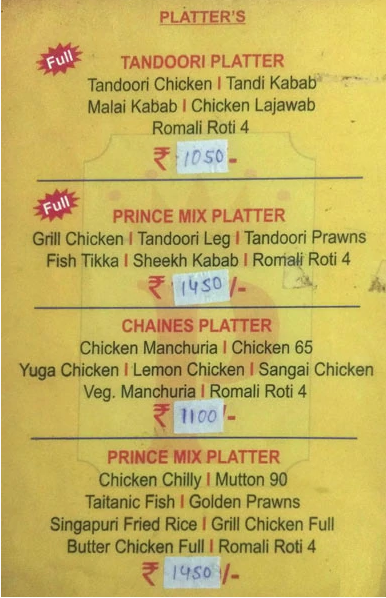 PLATTER'S
Full
TANDOORI PLATTER
Tandoori Chicken | Tandi Kabab
Malai Kabab | Chicken Lajawab
Romali Roti 4
₹ 1050/-
Full
PRINCE MIX PLATTER
Grill Chicken | Tandoori Leg | Tandoori Prawns
Fish Tikka | Sheekh Kabab | Romali Roti 4
₹ 1450/-
CHAINES PLATTER
Chicken Manchuria | Chicken 65
Yuga Chicken | Lemon Chicken | Sangai Chicken
Veg. Manchuria | Romali Roti 4
₹ 1100/-
PRINCE MIX PLATTER
Chicken Chilly | Mutton 90
Taitanic Fish | Golden Prawns
Singapuri Fried Rice | Grill Chicken Full
Butter Chicken Full | Romali Roti 4
₹ 1450/-